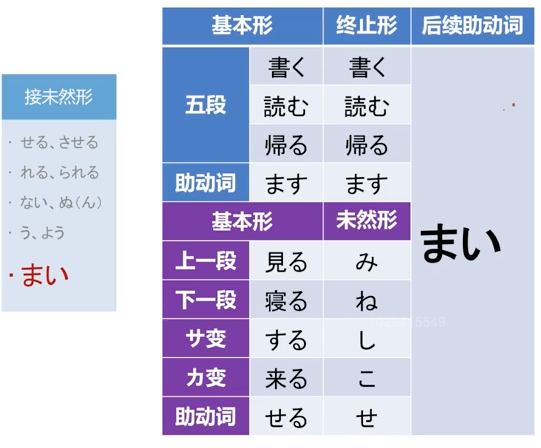 接未然形
· せる、させる
· れる、られる
· ない、ぬ(ん)
· う、よう
· まい
基本形 终止形 后续助动词
五段 書く 書く
読む 読む
帰る 帰る
助动词 ます ます
基本形 未然形
まい
上一段 見る み
下一段 寝る ね
サ变 する し
カ变 来る こ
助动词 せる せ